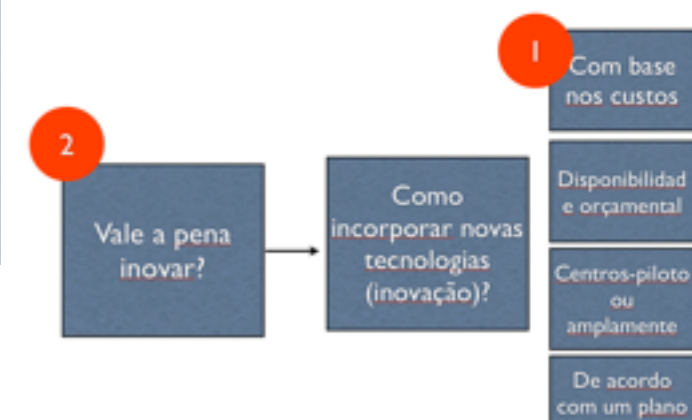 1
Com base
nos custos
2
Vale a pena
inovar?
Como
incorporar novas
tecnologias
(inovação)?
Disponibilidad
e orçamental
Centros-piloto
ou
amplamente
De acordo
com um plano